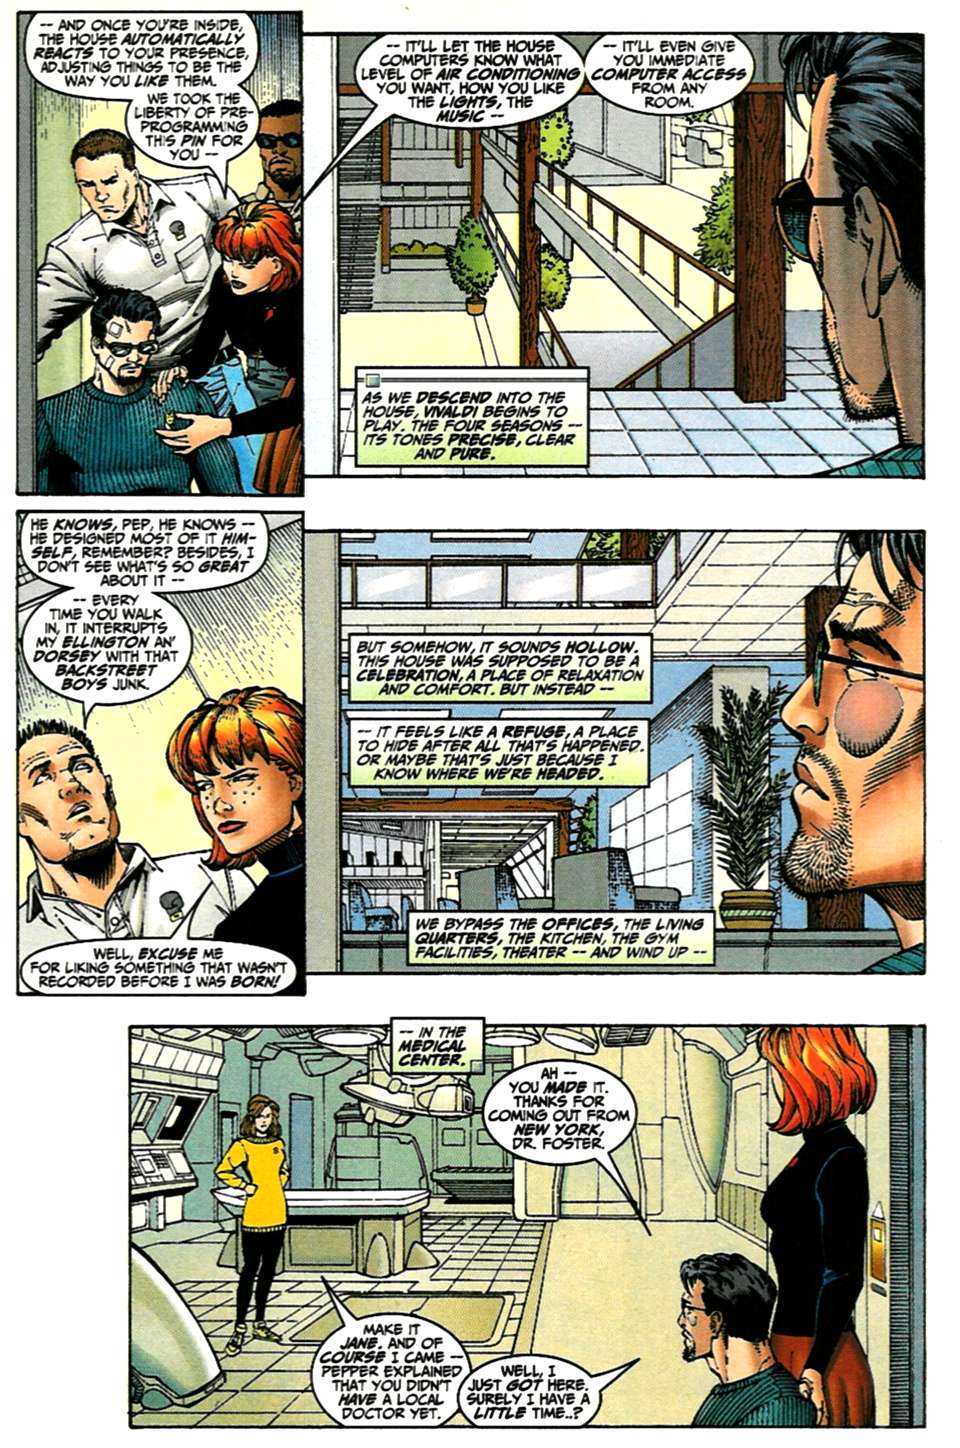 -- AND ONCE YOU'RE INSIDE,
THE HOUSE AUTOMATICALLY
REACTS TO YOUR PRESENCE,
ADJUSTING THINGS TO BE THE
WAY YOU LIKE THEM.
WE TOOK THE
LIBERTY OF PRE-
PROGRAMMING
THIS PIN FOR
YOU --
-- IT'LL LET THE HOUSE
COMPUTERS KNOW WHAT
LEVEL OF AIR CONDITIONING
YOU WANT, HOW YOU LIKE
THE LIGHTS, THE
MUSIC --
-- IT'LL EVEN GIVE
YOU IMMEDIATE
COMPUTER ACCESS
FROM ANY
ROOM.
AS WE DESCEND INTO THE
HOUSE, VIVALDI BEGINS TO
PLAY. THE FOUR SEASONS --
ITS TONES PRECISE, CLEAR
AND PURE.
HE KNOWS, PEP, HE KNOWS --
HE DESIGNED MOST OF IT HIM-
SELF, REMEMBER? BESIDES, I
DON'T SEE WHAT'S SO GREAT
ABOUT IT --
-- EVERY
TIME YOU WALK
IN, IT INTERRUPTS
MY ELLINGTON AN'
DORSEY WITH THAT
BACKSTREET
BOYS JUNK.
WELL, EXCUSE ME
FOR LIKING SOMETHING THAT WASN'T
RECORDED BEFORE I WAS BORN!
BUT SOMEHOW, IT SOUNDS HOLLOW.
THIS HOUSE WAS SUPPOSED TO BE A
CELEBRATION, A PLACE OF RELAXATION
AND COMFORT. BUT INSTEAD --
-- IT FEELS LIKE A REFUGE, A PLACE
TO HIDE AFTER ALL THAT'S HAPPENED.
OR MAYBE THAT'S JUST BECAUSE I
KNOW WHERE WE'RE HEADED.
WE BYPASS THE OFFICES, THE LIVING
QUARTERS, THE KITCHEN, THE GYM
FACILITIES, THEATER -- AND WIND UP --
-- IN THE
MEDICAL
CENTER.
AH --
YOU MADE IT.
THANKS FOR
COMING OUT FROM
NEW YORK,
DR. FOSTER.
MAKE IT
JANE. AND OF
COURSE I CAME --
PEPPER EXPLAINED
THAT YOU DIDN'T
HAVE A LOCAL
DOCTOR YET.
WELL, I
JUST GOT HERE.
SURELY I HAVE A
LITTLE TIME..?